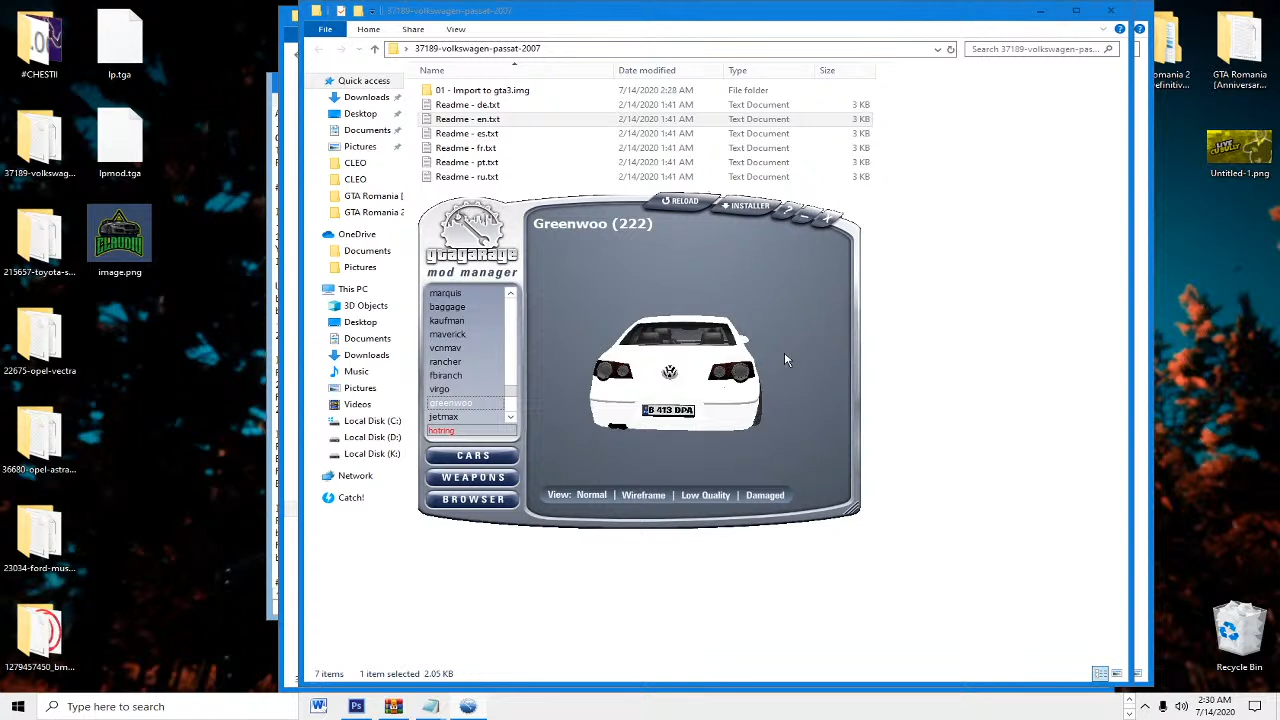 37189-volkswagen-passat-2007
File
Home
Share
View
37189-volkswagen-passat-2007
Search 37189-volkswagen-pas...
Name
Date modified
Type
Size
01 - Import to gta3.img
7/14/2020 2:28 AM
File folder
Readme - de.txt
2/14/2020 1:41 AM
Text Document
3 KB
Readme - en.txt
2/14/2020 1:41 AM
Text Document
3 KB
Readme - es.txt
2/14/2020 1:41 AM
Text Document
3 KB
Readme - fr.txt
2/14/2020 1:41 AM
Text Document
3 KB
Readme - pt.txt
2/14/2020 1:41 AM
Text Document
3 KB
Readme - ru.txt
2/14/2020 1:41 AM
Text Document
3 KB
Quick access
Downloads
Desktop
Documents
Pictures
CLEO
CLEO
GTA Romania [
GTA Romania 2
OneDrive
Documents
Pictures
This PC
3D Objects
Desktop
Documents
Downloads
Music
Pictures
Videos
Local Disk (C:)
Local Disk (D:)
Local Disk (K:)
Network
Catch!
7 items
1 item selected 2.05 KB
RELOAD
INSTALLER
?
mod manager
Greenwoo (222)
marquis
baggage
kaufman
maverick
vcnmav
rancher
fbiranch
virgo
greenwoo
jetmax
hotring
CARS
WEAPONS
BROWSER
B 413 DPA
View: Normal | Wireframe | Low Quality | Damaged
#CHESTII
lp.tga
37189-volkswag...
lpmod.tga
215657-toyota-s...
CLAUDIU
image.png
22675-opel-vectra
36680-opel-astra...
23034-ford-mus...
1279457450_bm...
GTA Romania
[Anniversar...
LIVE
CU BULLY
Untitled-1.png
Recycle Bin
Type here to search
2:30 AM
7/14/2020